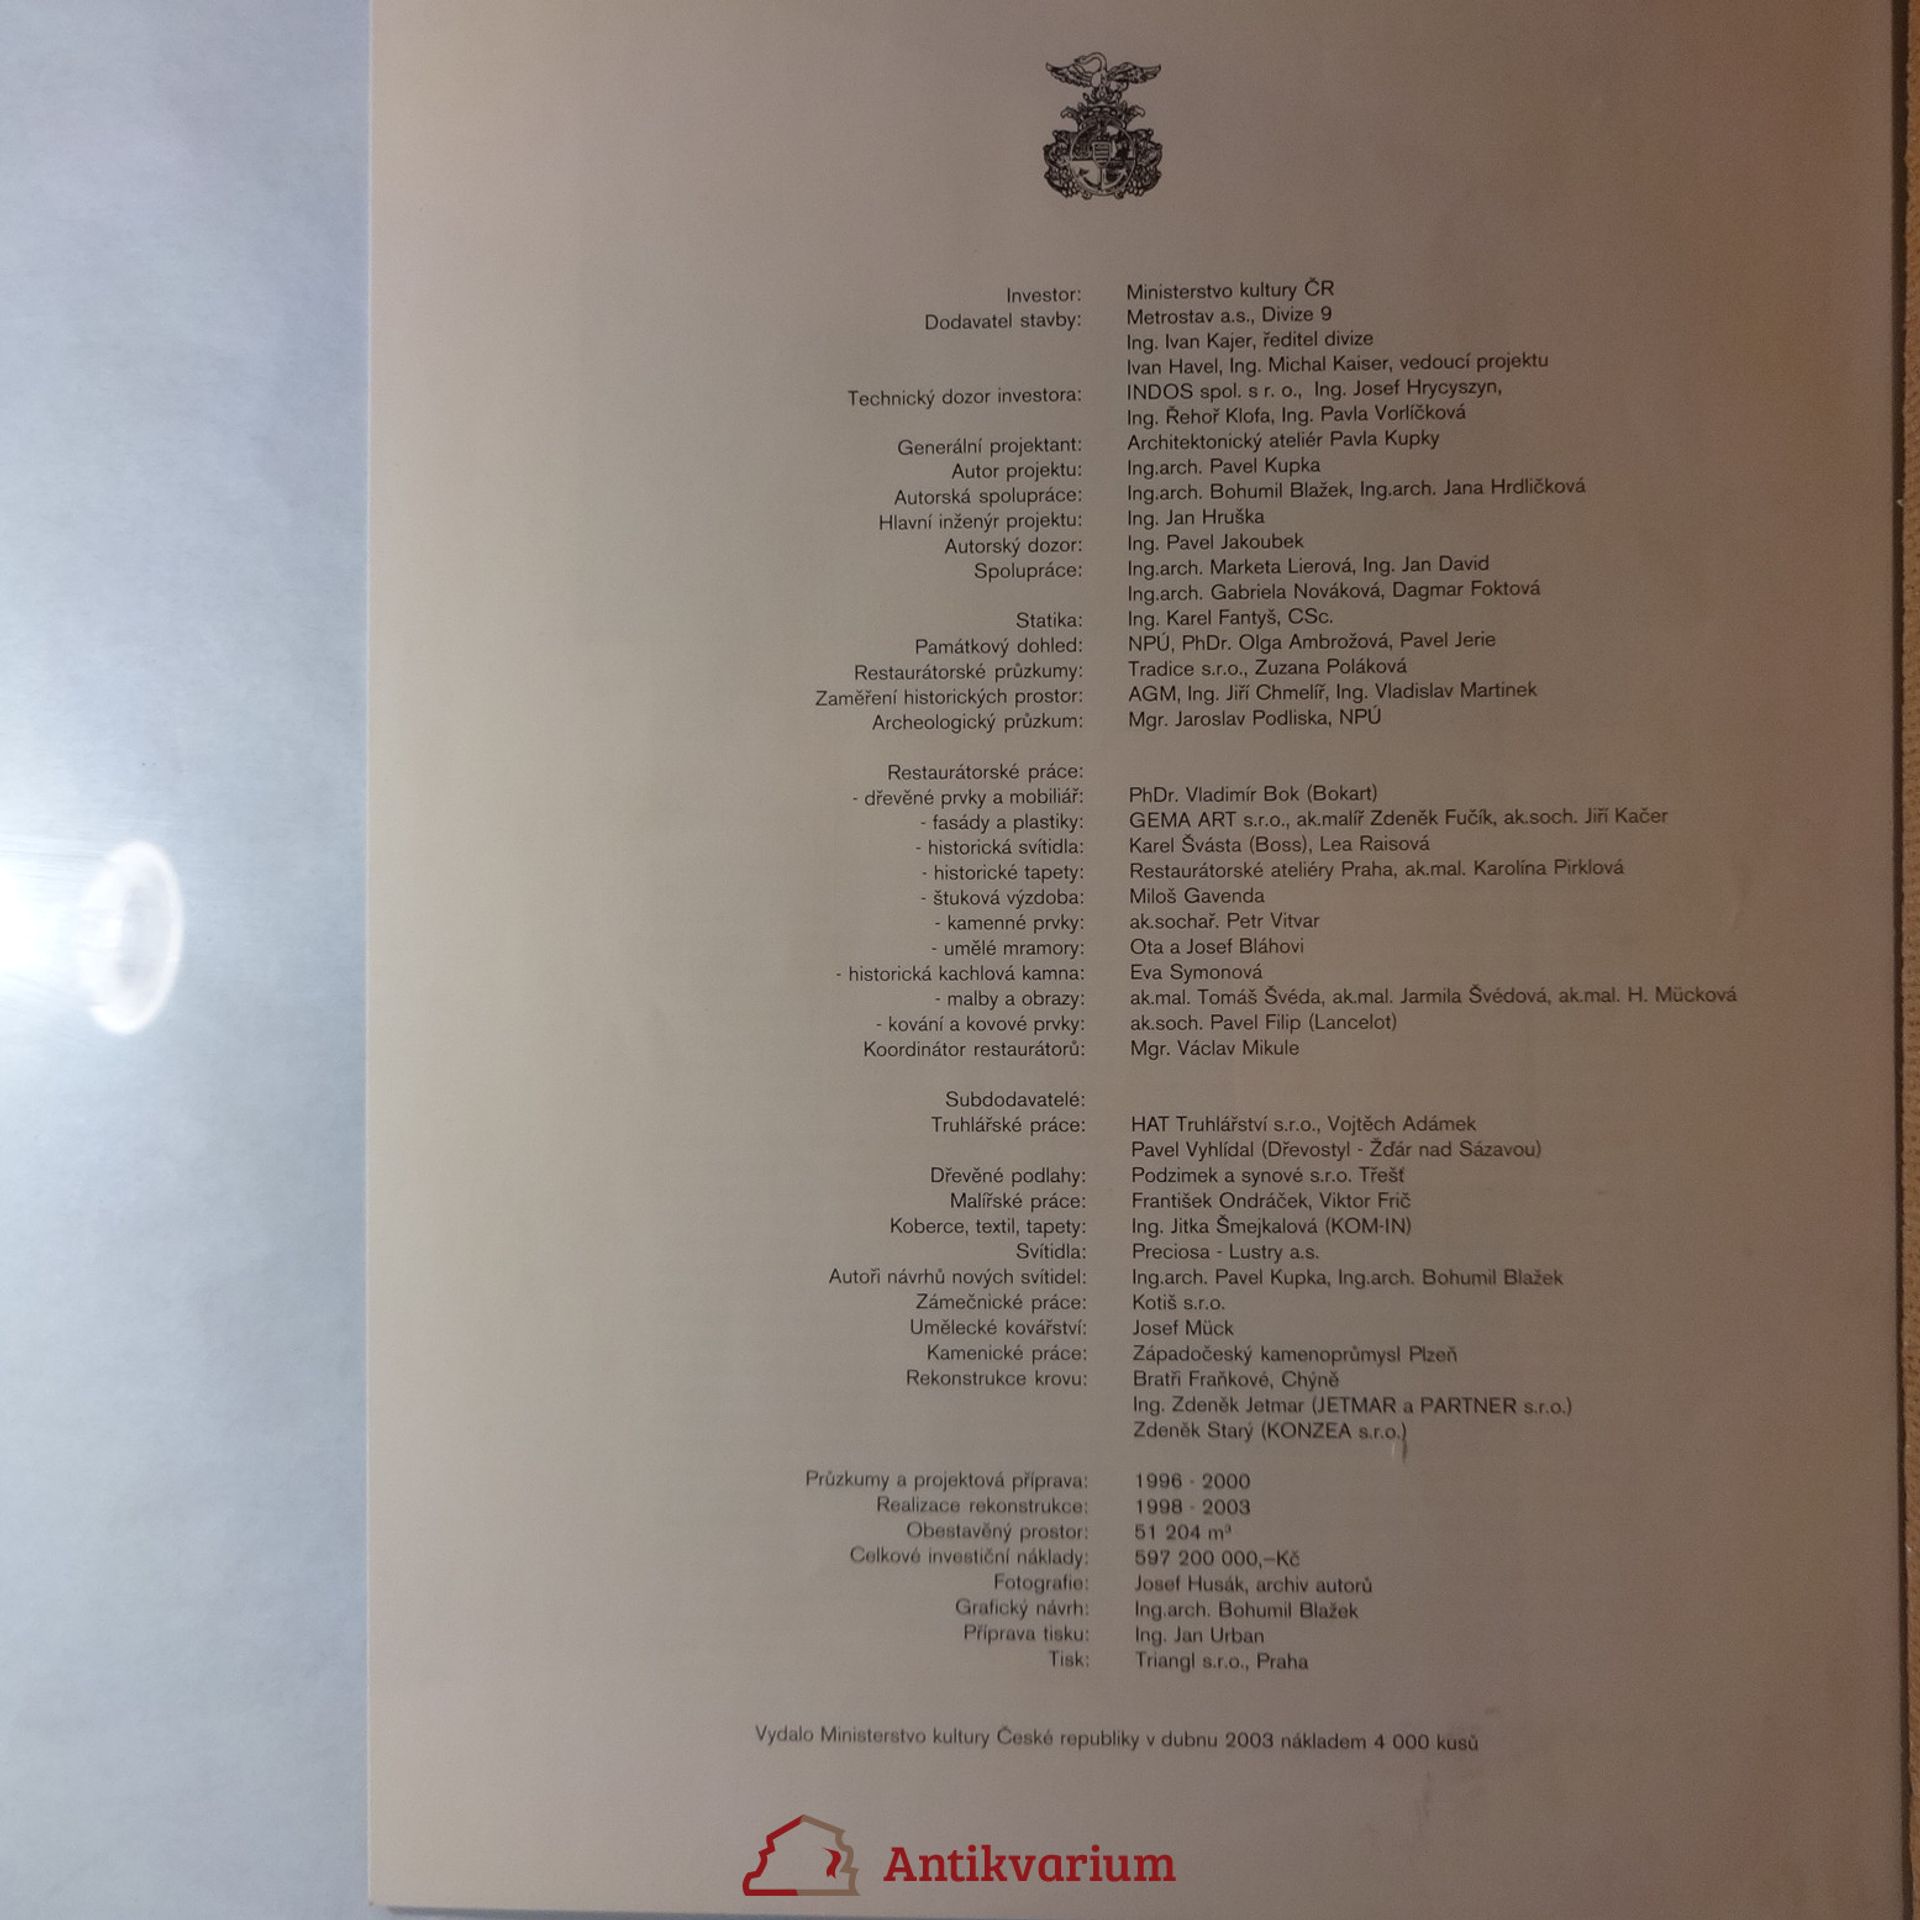 Investor: Ministerstvo kultury ČR
Dodavatel stavby: Metrostav a.s., Divize 9
Ing. Ivan Kajer, ředitel divize
Ivan Havel, Ing. Michal Kaiser, vedoucí projektu
Technický dozor investora: INDOS spol. s r. o., Ing. Josef Hrycyszyn,
Ing. Řehoř Klofa, Ing. Pavla Vorlíčková
Generální projektant: Architektonický ateliér Pavla Kupky
Autor projektu: Ing.arch. Pavel Kupka
Autorská spolupráce: Ing.arch. Bohumil Blažek, Ing.arch. Jana Hrdličková
Hlavní inženýr projektu: Ing. Jan Hruška
Autorský dozor: Ing. Pavel Jakoubek
Spolupráce: Ing.arch. Marketa Lierová, Ing. Jan David
Ing.arch. Gabriela Nováková, Dagmar Foktová
Statika: Ing. Karel Fantyš, CSc.
Památkový dohled: NPÚ, PhDr. Olga Ambrožová, Pavel Jerie
Restaurátorské průzkumy: Tradice s.r.o., Zuzana Poláková
Zaměření historických prostor: AGM, Ing. Jiří Chmelíř, Ing. Vladislav Martinek
Archeologický průzkum: Mgr. Jaroslav Podliska, NPÚ
Restaurátorské práce:
- dřevěné prvky a mobiliář: PhDr. Vladimír Bok (Bokart)
- fasády a plastiky: GEMA ART s.r.o., ak.malíř Zdeněk Fučík, ak.soch. Jiří Kačer
- historická svítidla: Karel Švásta (Boss), Lea Raisová
- historické tapety: Restaurátorské ateliéry Praha, ak.mal. Karolína Pirklová
- štuková výzdoba: Miloš Gavenda
- kamenné prvky: ak.sochař. Petr Vitvar
- umělé mramory: Ota a Josef Bláhovi
- historická kachlová kamna: Eva Symonová
- malby a obrazy: ak.mal. Tomáš Švéda, ak.mal. Jarmila Švédová, ak.mal. H. Mücková
- kování a kovové prvky: ak.soch. Pavel Filip (Lancelot)
Koordinátor restaurátorů: Mgr. Václav Mikule
Subdodavatelé:
Truhlářské práce: HAT Truhlářství s.r.o., Vojtěch Adámek
Pavel Vyhlídal (Dřevostyl - Žďár nad Sázavou)
Dřevěné podlahy: Podzimek a synové s.r.o. Třešť
Malířské práce: František Ondráček, Viktor Frič
Koberce, textil, tapety: Ing. Jitka Šmejkalová (KOM-IN)
Svítidla: Preciosa - Lustry a.s.
Autoři návrhů nových svítidel: Ing.arch. Pavel Kupka, Ing.arch. Bohumil Blažek
Zámečnické práce: Kotiš s.r.o.
Umělecké kovářství: Josef Mück
Kamenické práce: Západočeský kamenoprůmysl Plzeň
Rekonstrukce krovu: Bratři Fraňkové, Chýně
Ing. Zdeněk Jetmar (JETMAR a PARTNER s.r.o.)
Zdeněk Starý (KONZEA s.r.o.)
Průzkumy a projektová příprava: 1996 - 2000
Realizace rekonstrukce: 1998 - 2003
Obestavěný prostor: 51 204 m³
Celkové investiční náklady: 597 200 000,–Kč
Fotografie: Josef Husák, archiv autorů
Grafický návrh: Ing.arch. Bohumil Blažek
Příprava tisku: Ing. Jan Urban
Tisk: Triangl s.r.o., Praha
Vydalo Ministerstvo kultury České republiky v dubnu 2003 nákladem 4 000 kusů
Antikvarium